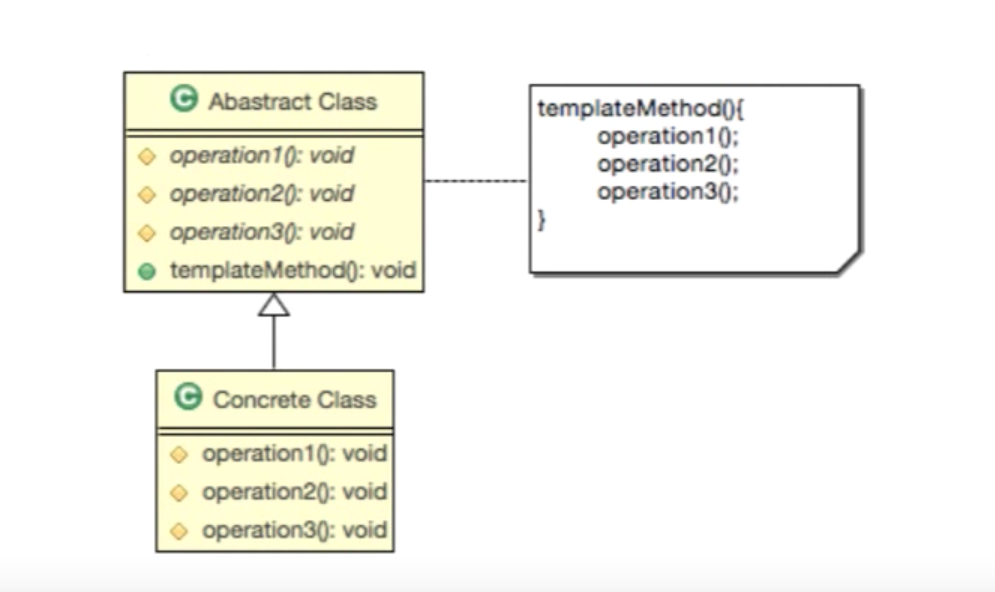 C Abastract Class
operation1(): void
operation2(): void
operation3(): void
templateMethod(): void
templateMethod(){
operation1();
operation2();
operation3();
}
C Concrete Class
operation1(): void
operation2(): void
operation3(): void